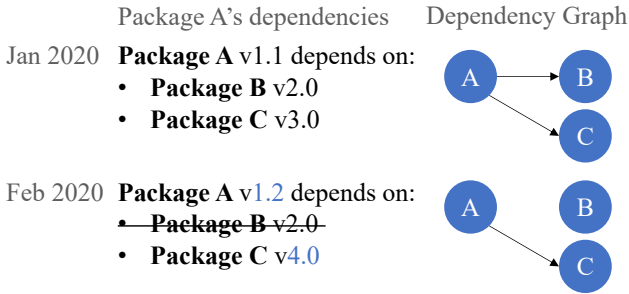 Package A's dependencies
Dependency Graph
Jan 2020
Package A v1.1 depends on:
• Package B v2.0
• Package C v3.0
A
B
C
Feb 2020
Package A v1.2 depends on:
• Package B v2.0
• Package C v4.0
A
B
C